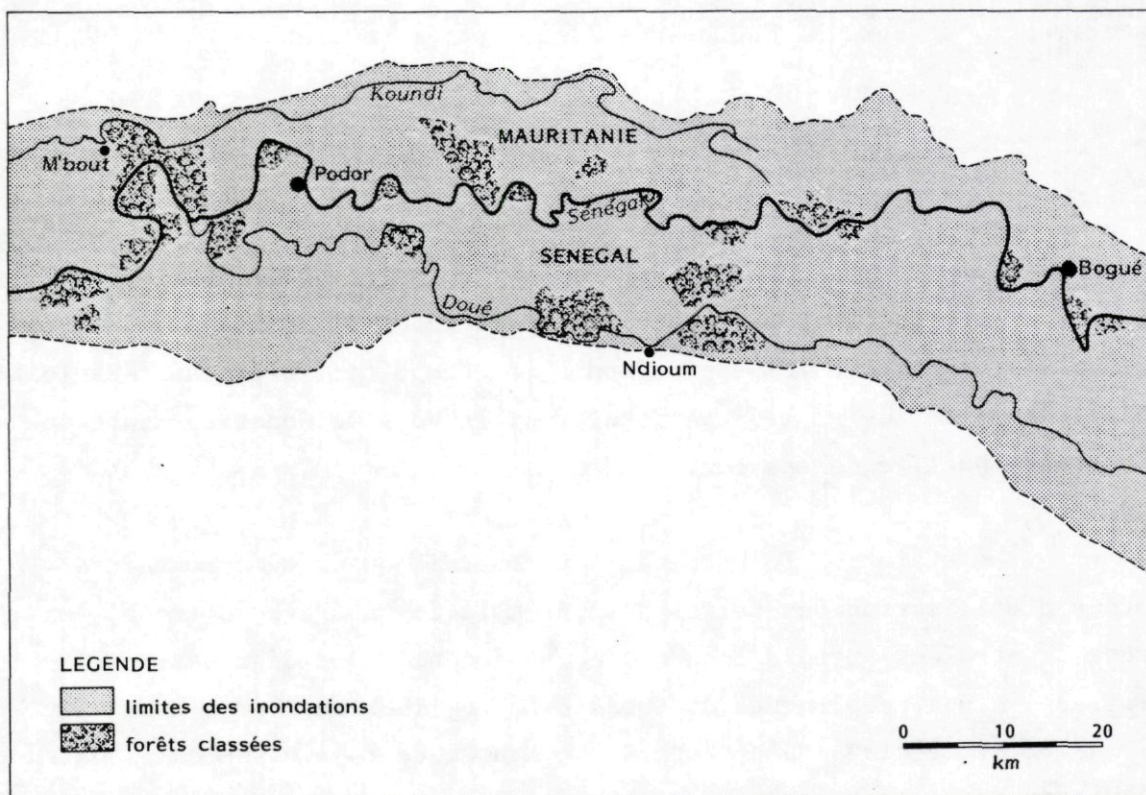 Koundi
MAURITANIE
M'bout
Podor
Sénégal
SENEGAL
Bogué
Doué
Ndioum
LEGENDE
limites des inondations
forêts classées
0 10 20
km